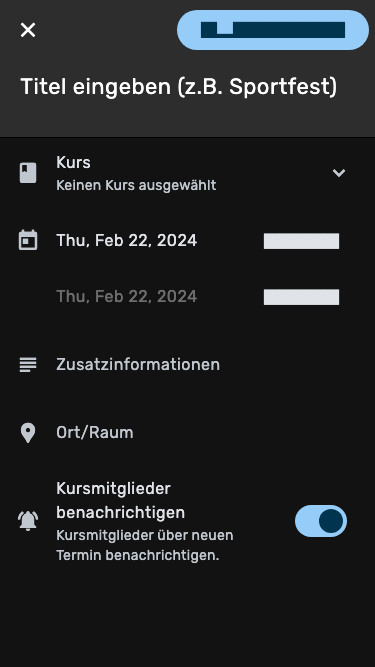 Titel eingeben (z.B. Sportfest)
Kurs
Keinen Kurs ausgewählt
Thu, Feb 22, 2024
Thu, Feb 22, 2024
Zusatzinformationen
Ort/Raum
Kursmitglieder
benachrichtigen
Kursmitglieder über neuen
Termin benachrichtigen.